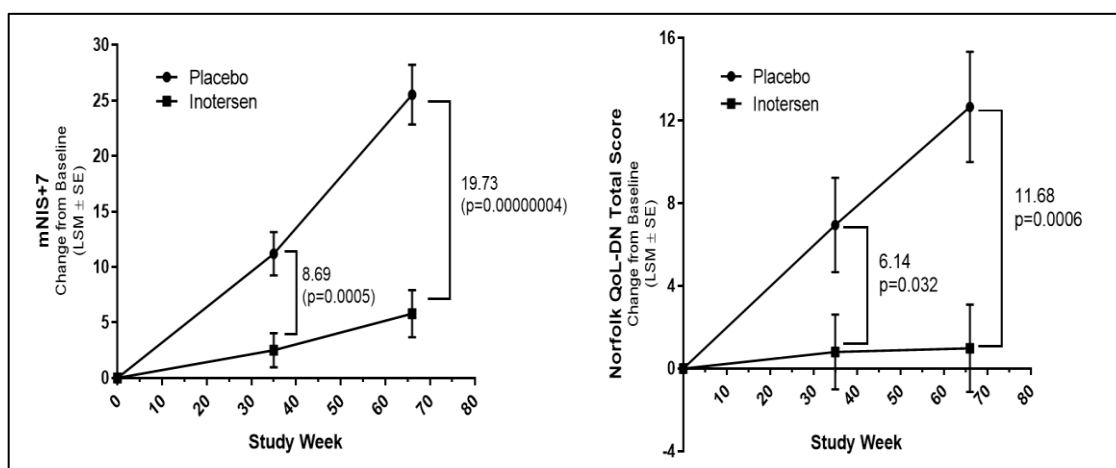 30
25
20
15
10
5
0
mNIS+7
Change from Baseline
(LSM ± SE)
Placebo
Inotersen
8.69
(p=0.0005)
19.73
(p=0.00000004)
0
10
20
30
40
50
60
70
80
Study Week
16
12
8
4
0
-4
Norfolk QoL-DN Total Score
Change from Baseline
(LSM ± SE)
Placebo
Inotersen
6.14
p=0.032
11.68
p=0.0006
10
20
30
40
50
60
70
80
Study Week